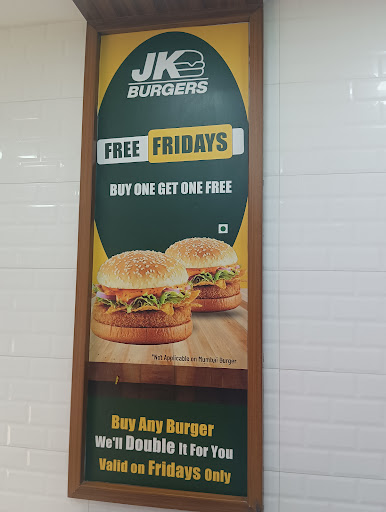 JK
BURGERS
FREE FRIDAYS
BUY ONE GET ONE FREE
*Not Applicable on Mumbai Burger
Buy Any Burger
We'll Double It For You
Valid on Fridays Only